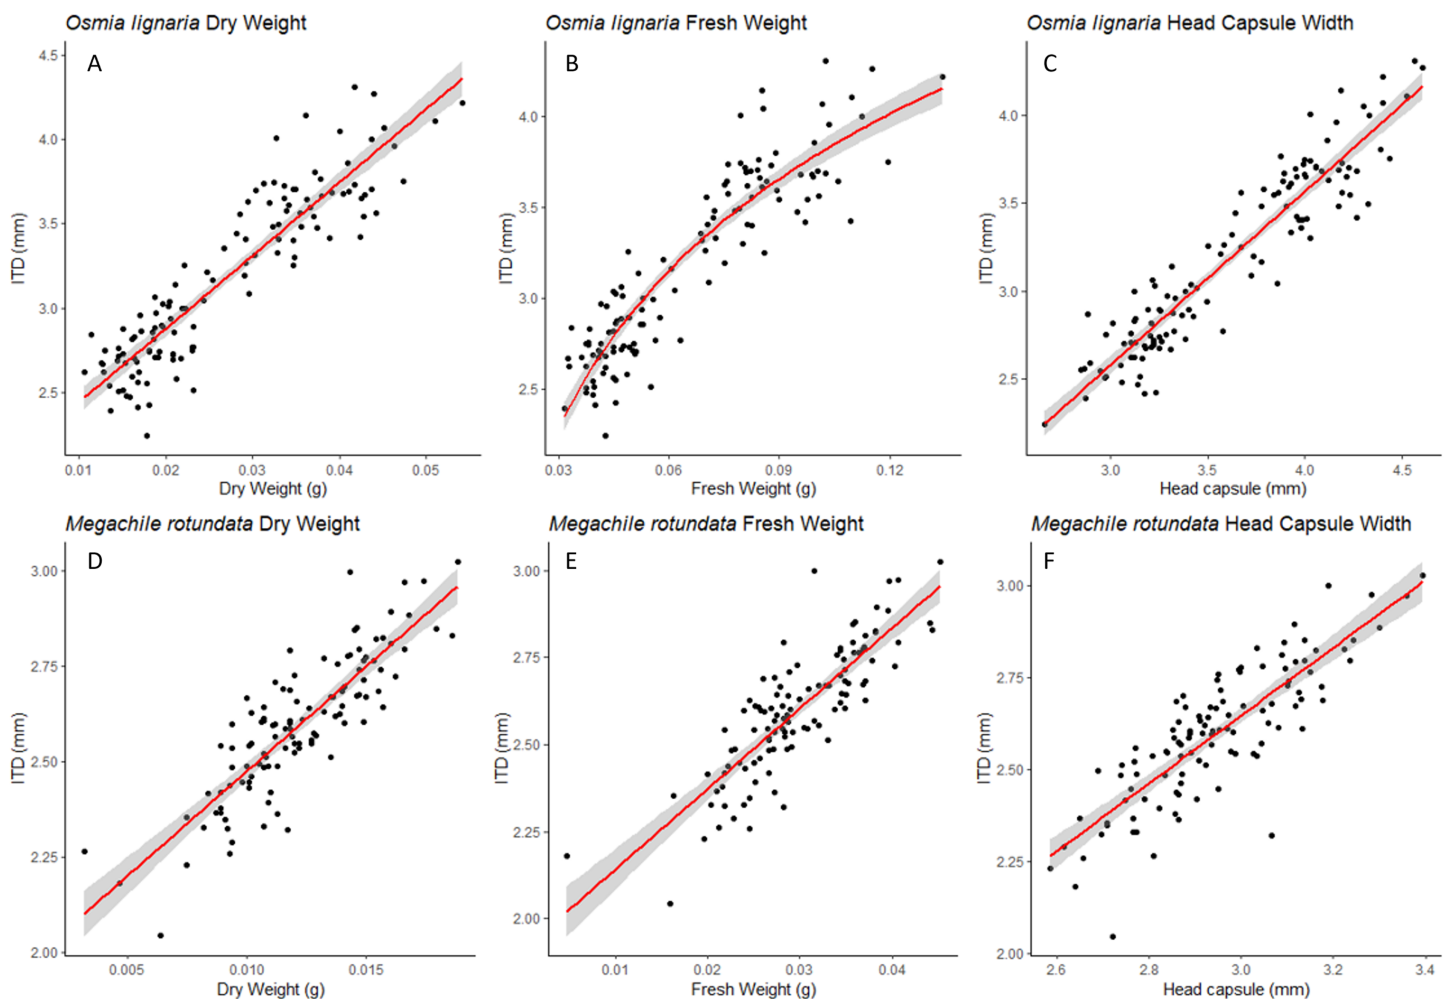 Osmia lignaria Dry Weight
A
4.5
4.0
3.5
3.0
2.5
ITD (mm)
0.01 0.02 0.03 0.04 0.05
Dry Weight (g)
Osmia lignaria Fresh Weight
B
4.0
3.5
3.0
2.5
ITD (mm)
0.03 0.06 0.09 0.12
Fresh Weight (g)
Osmia lignaria Head Capsule Width
C
4.0
3.5
3.0
2.5
ITD (mm)
3.0 3.5 4.0 4.5
Head capsule (mm)
Megachile rotundata Dry Weight
D
3.00
2.75
2.50
2.25
2.00
ITD (mm)
0.005 0.010 0.015
Dry Weight (g)
Megachile rotundata Fresh Weight
E
3.00
2.75
2.50
2.25
2.00
ITD (mm)
0.01 0.02 0.03 0.04
Fresh Weight (g)
Megachile rotundata Head Capsule Width
F
3.00
2.75
2.50
2.25
2.00
ITD (mm)
2.6 2.8 3.0 3.2 3.4
Head capsule (mm)